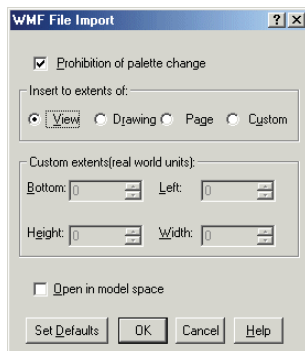 WMF File Import ? ×
Prohibition of palette change
Insert to extents of:
View Drawing Page Custom
Custom extents(real world units):
Bottom: 0 Left: 0
Height: 0 Width: 0
Open in model space
Set Defaults OK Cancel Help